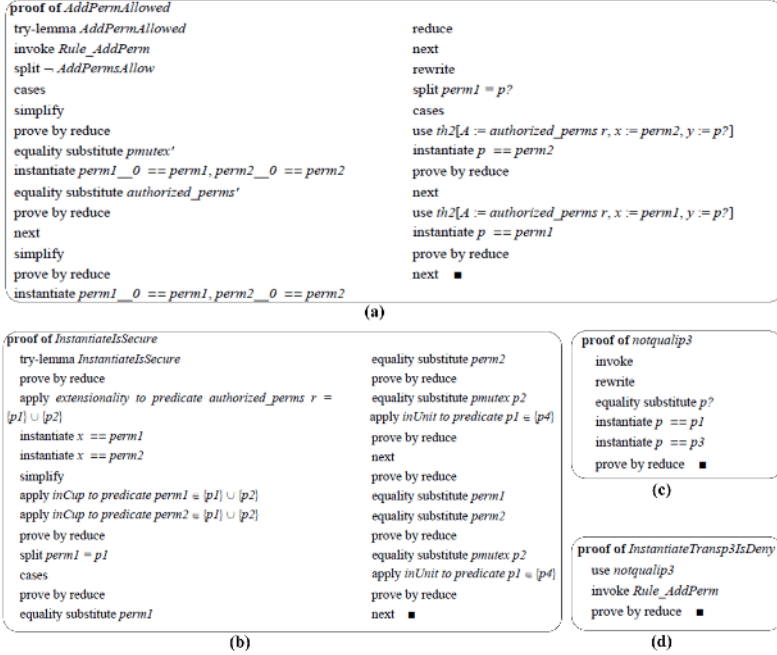 proof of AddPermAllowed
try-lemma AddPermAllowed
invoke Rule_AddPerm
split ¬ AddPermsAllow
cases
simplify
prove by reduce
equality substitute pmutex'
instantiate perm1__0 == perm1, perm2__0 == perm2
equality substitute authorized_perms'
prove by reduce
next
simplify
prove by reduce
instantiate perm1__0 == perm1, perm2__0 == perm2
reduce
next
rewrite
split perm1 = p?
cases
use th2[A := authorized_perms r, x := perm2, y := p?]
instantiate p == perm2
prove by reduce
next
use th2[A := authorized_perms r, x := perm1, y := p?]
instantiate p == perm1
prove by reduce
next ■
(a)
proof of InstantiateIsSecure
try-lemma InstantiateIsSecure
prove by reduce
apply extensionality to predicate authorized_perms r =
{p1} ∪ {p2}
instantiate x == perm1
instantiate x == perm2
simplify
apply inCup to predicate perm1 ∈ {p1} ∪ {p2}
apply inCup to predicate perm2 ∈ {p1} ∪ {p2}
prove by reduce
split perm1 = p1
cases
prove by reduce
equality substitute perm1
equality substitute perm2
prove by reduce
equality substitute pmutex p2
apply inUnit to predicate p1 ∈ {p4}
prove by reduce
next
prove by reduce
equality substitute perm1
equality substitute perm2
prove by reduce
equality substitute pmutex p2
apply inUnit to predicate p1 ∈ {p4}
prove by reduce
next ■
(b)
proof of notqualip3
invoke
rewrite
equality substitute p?
instantiate p == p1
instantiate p == p3
prove by reduce ■
(c)
proof of InstantiateTransp3IsDeny
use notqualip3
invoke Rule_AddPerm
prove by reduce ■
(d)